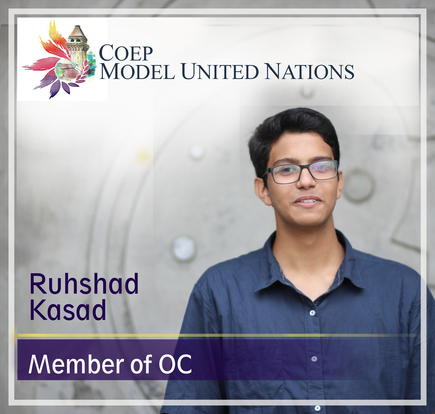 COEP
MODEL UNITED NATIONS
Ruhshad
Kasad
Member of OC